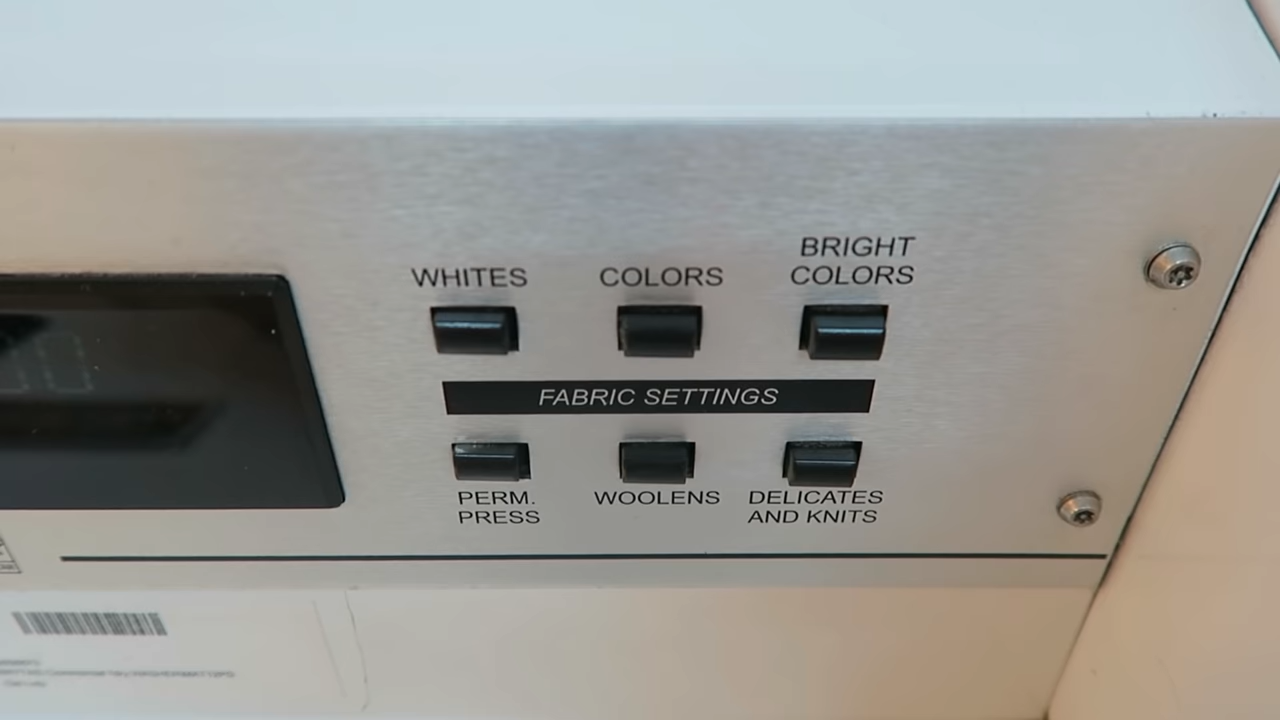 WHITES
COLORS
BRIGHT
COLORS
FABRIC SETTINGS
PERM.
PRESS
WOOLENS
DELICATES
AND KNITS